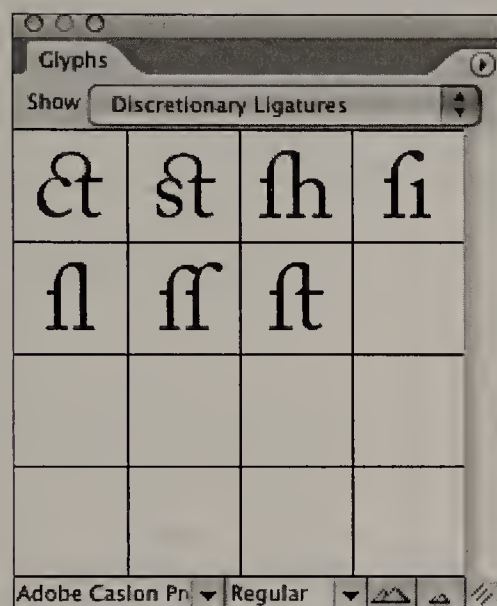 Glyphs
Show Discretionary Ligatures
ct st ſh ſi
ſl ſſ ſt
Adobe Caslon Pr Regular